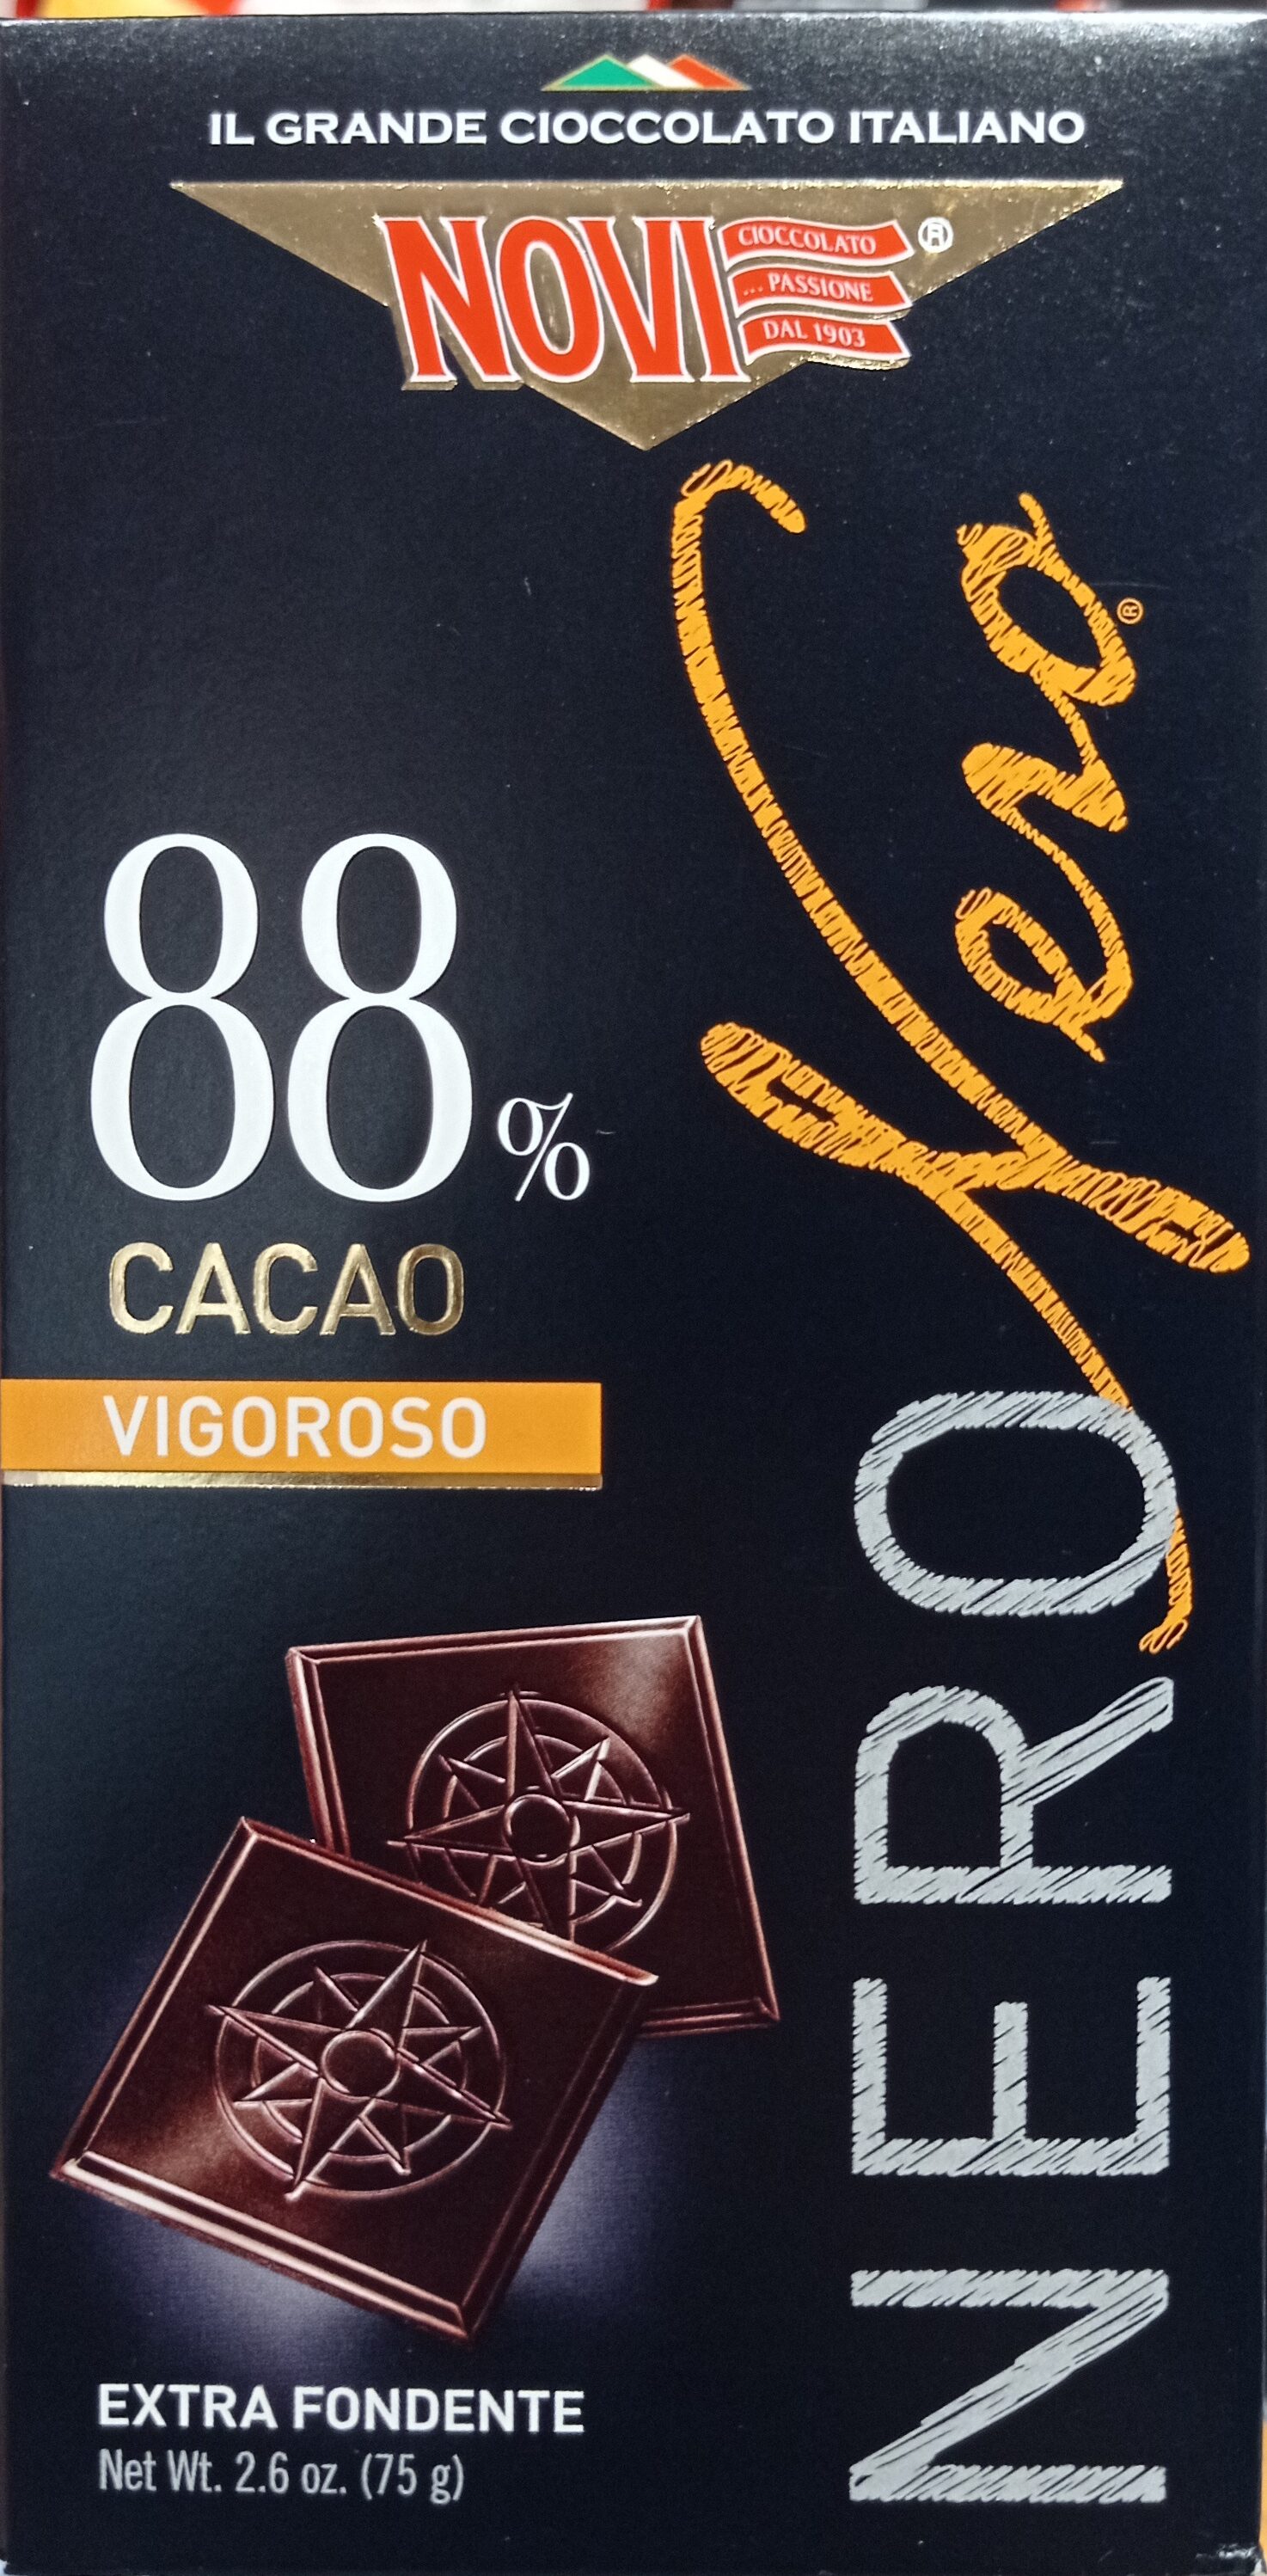 IL GRANDE CIOCCOLATO ITALIANO
NOVI
CIOCCOLATO
... PASSIONE
DAL 1903
®
NERO
Nero®
88%
CACAO
VIGOROSO
EXTRA FONDENTE
Net Wt. 2.6 oz. (75 g)